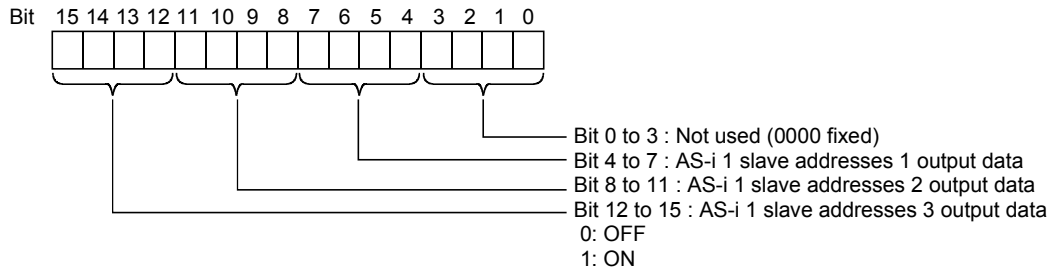 Bit 15 14 13 12 11 10 9 8 7 6 5 4 3 2 1 0
Bit 0 to 3 : Not used (0000 fixed)
Bit 4 to 7 : AS-i 1 slave addresses 1 output data
Bit 8 to 11 : AS-i 1 slave addresses 2 output data
Bit 12 to 15 : AS-i 1 slave addresses 3 output data
0: OFF
1: ON